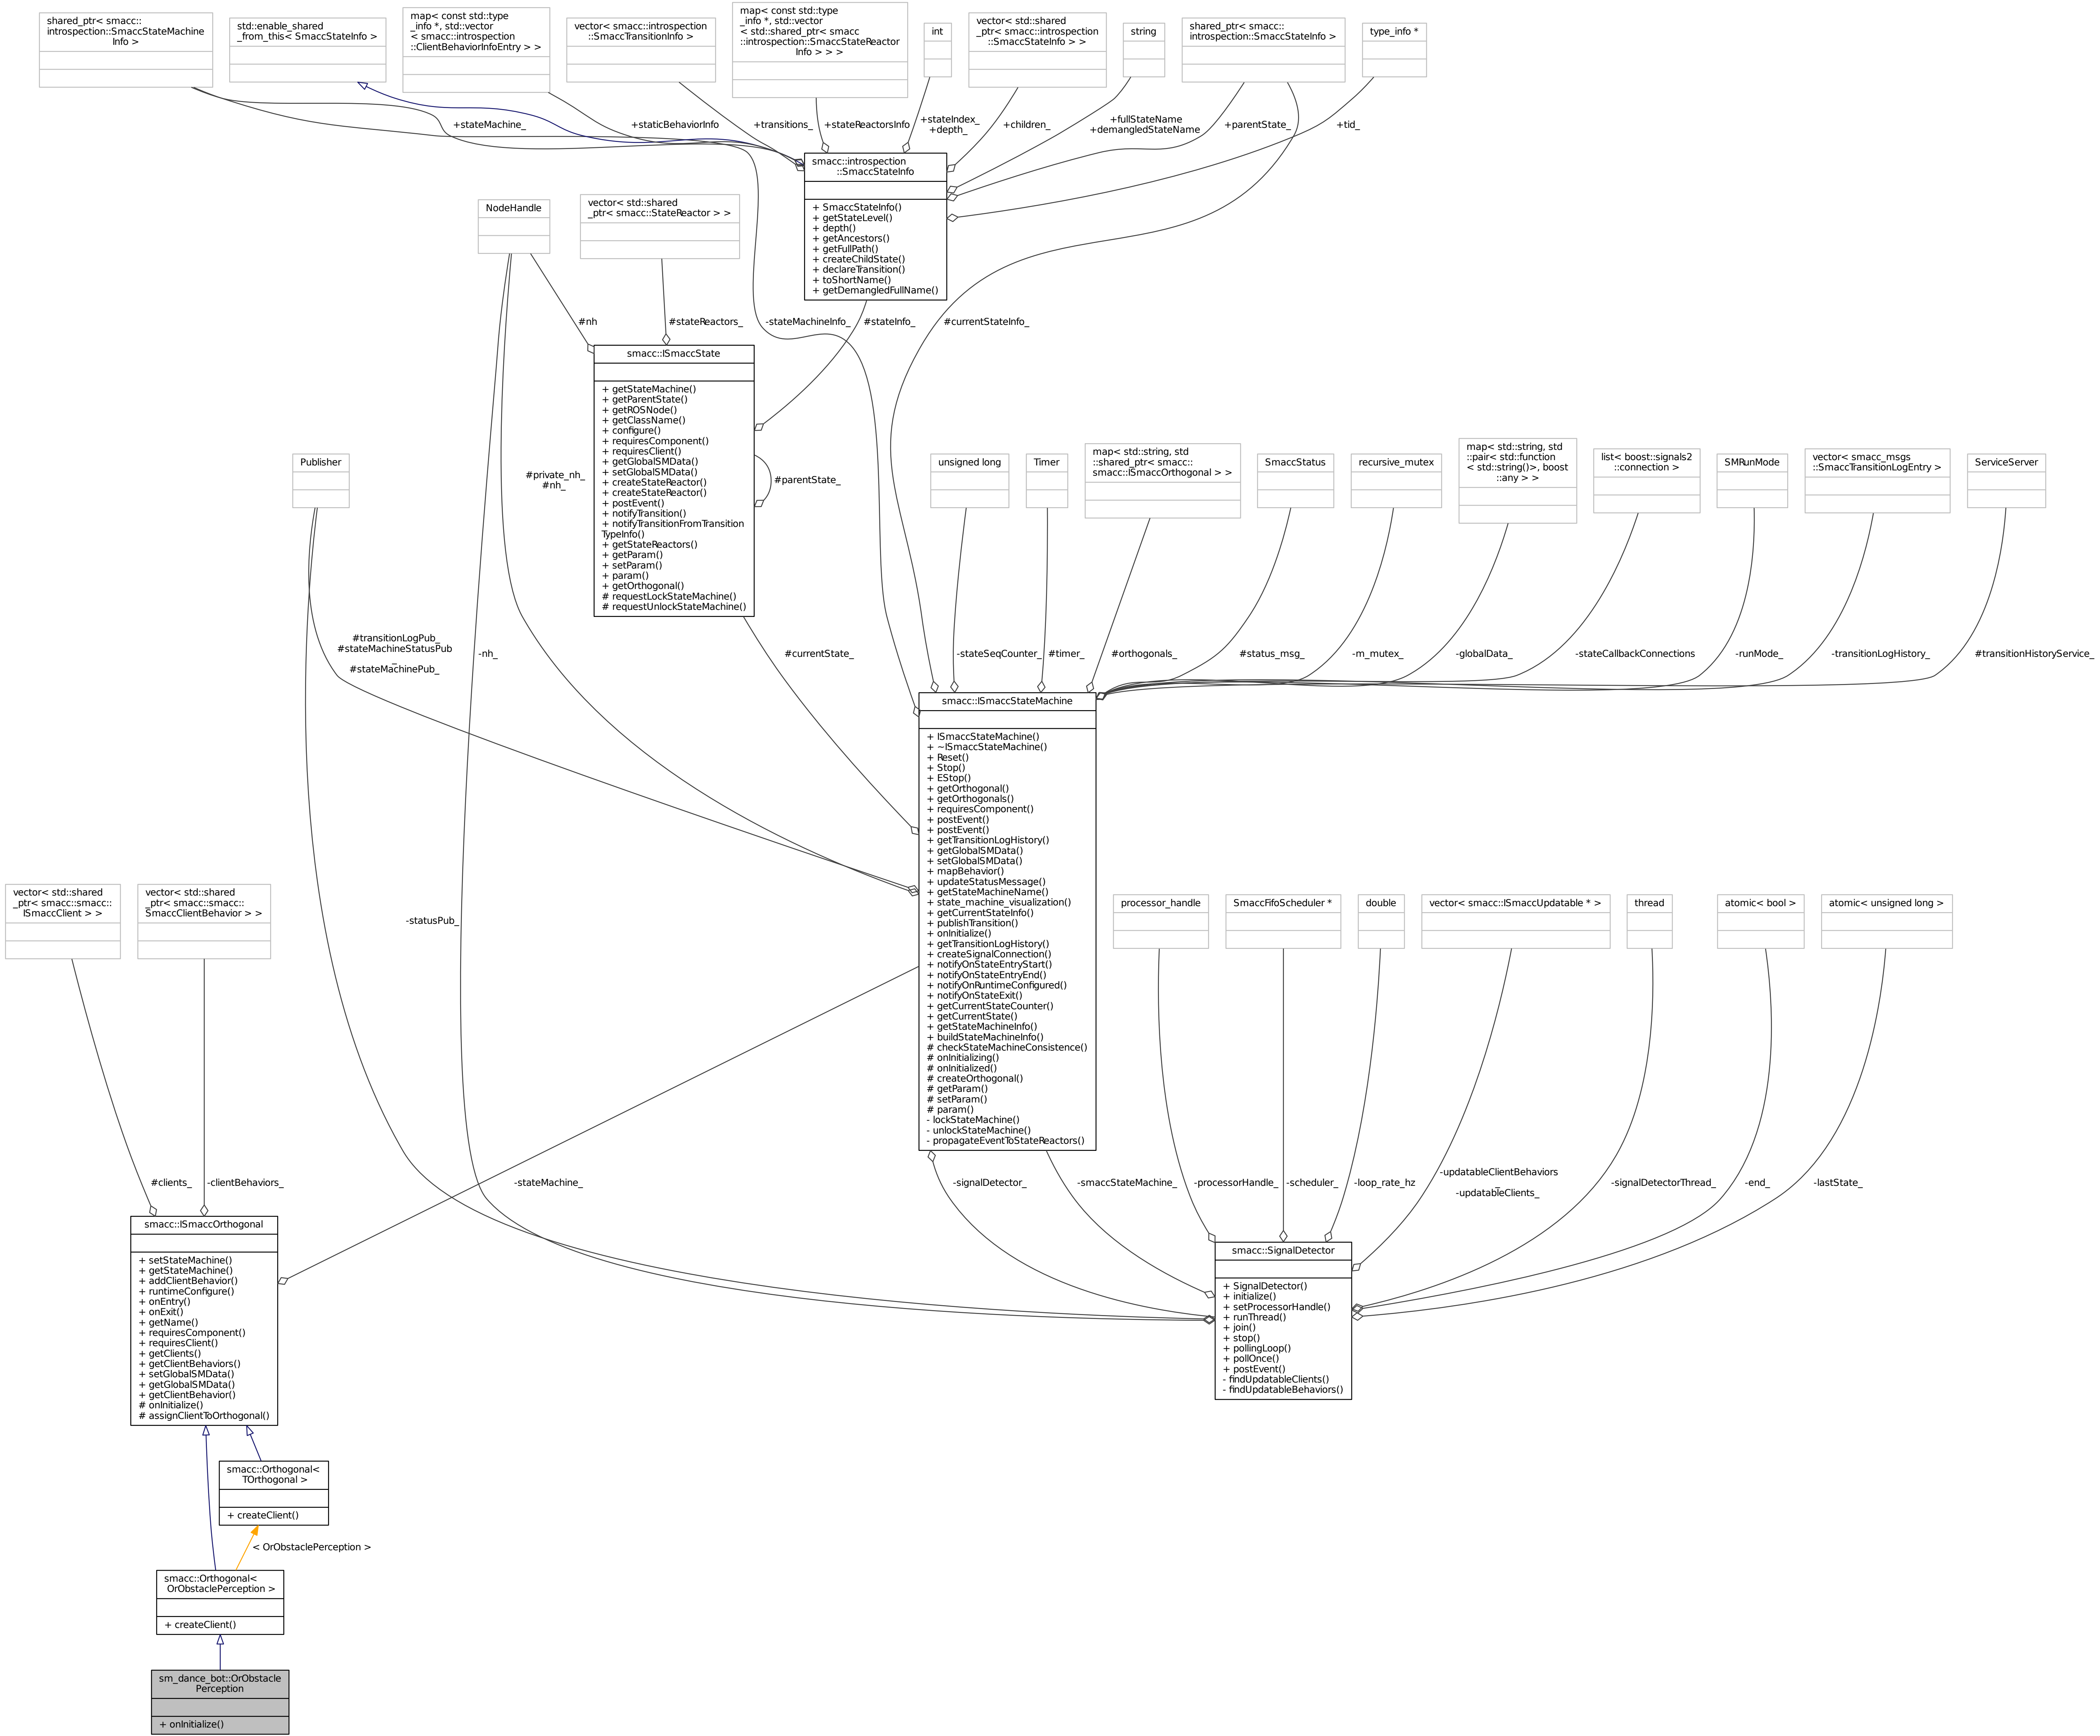 shared_ptr< smacc::
introspection::SmaccStateMachine
Info >
std::enable_shared
_from_this< SmaccStateInfo >
map< const std::type
_info *, std::vector
< smacc::introspection
::ClientBehaviorInfoEntry > >
vector< smacc::introspection
::SmaccTransitionInfo >
map< const std::type
_info *, std::vector
< std::shared_ptr< smacc
::introspection::SmaccStateReactor
Info > > >
int
vector< std::shared
_ptr< smacc::introspection
::SmaccStateInfo > >
string
shared_ptr< smacc::
introspection::SmaccStateInfo >
type_info *
+stateMachine_
+staticBehaviorInfo
+transitions_
+stateReactorsInfo
+stateIndex_
+depth_
+children_
+fullStateName
+demangledStateName
+parentState_
+tid_
smacc::introspection
::SmaccStateInfo
+ SmaccStateInfo()
+ getStateLevel()
+ depth()
+ getAncestors()
+ getFullPath()
+ createChildState()
+ declareTransition()
+ toShortName()
+ getDemangledFullName()
NodeHandle
vector< std::shared
_ptr< smacc::StateReactor > >
#nh
#stateReactors_
-stateMachineInfo_
#stateInfo_
#currentStateInfo_
smacc::ISmaccState
+ getStateMachine()
+ getParentState()
+ getROSNode()
+ getClassName()
+ configure()
+ requiresComponent()
+ requiresClient()
+ getGlobalSMData()
+ setGlobalSMData()
+ createStateReactor()
+ createStateReactor()
+ postEvent()
+ notifyTransition()
+ notifyTransitionFromTransition
TypeInfo()
+ getStateReactors()
+ getParam()
+ setParam()
+ param()
+ getOrthogonal()
# requestLockStateMachine()
# requestUnlockStateMachine()
#parentState_
#private_nh_
#nh_
Publisher
unsigned long
Timer
map< std::string, std
::shared_ptr< smacc::
smacc::ISmaccOrthogonal > >
SmaccStatus
recursive_mutex
map< std::string, std
::pair< std::function
< std::string()>, boost
::any > >
list< boost::signals2
::connection >
SMRunMode
vector< smacc_msgs
::SmaccTransitionLogEntry >
ServiceServer
#transitionLogPub_
#stateMachineStatusPub
_
#stateMachinePub_
-nh_
#currentState_
-stateSeqCounter_
#timer_
#orthogonals_
#status_msg_
-m_mutex_
-globalData_
-stateCallbackConnections
-runMode_
-transitionLogHistory_
#transitionHistoryService_
smacc::ISmaccStateMachine
+ ISmaccStateMachine()
+ ~ISmaccStateMachine()
+ Reset()
+ Stop()
+ EStop()
+ getOrthogonal()
+ getOrthogonals()
+ requiresComponent()
+ postEvent()
+ postEvent()
+ getTransitionLogHistory()
+ getGlobalSMData()
+ setGlobalSMData()
+ mapBehavior()
+ updateStatusMessage()
+ getStateMachineName()
+ state_machine_visualization()
+ getCurrentStateInfo()
+ publishTransition()
+ onInitialize()
+ getTransitionLogHistory()
+ createSignalConnection()
+ notifyOnStateEntryStart()
+ notifyOnStateEntryEnd()
+ notifyOnRuntimeConfigured()
+ notifyOnStateExit()
+ getCurrentStateCounter()
+ getCurrentState()
+ getStateMachineInfo()
+ buildStateMachineInfo()
# checkStateMachineConsistence()
# onInitializing()
# onInitialized()
# createOrthogonal()
# getParam()
# setParam()
# param()
- lockStateMachine()
- unlockStateMachine()
- propagateEventToStateReactors()
vector< std::shared
_ptr< smacc::smacc::
ISmaccClient > >
vector< std::shared
_ptr< smacc::smacc::
SmaccClientBehavior > >
-statusPub_
processor_handle
SmaccFifoScheduler *
double
vector< smacc::ISmaccUpdatable * >
thread
atomic< bool >
atomic< unsigned long >
#clients_
-clientBehaviors_
-stateMachine_
-signalDetector_
-smaccStateMachine_
-processorHandle_
-scheduler_
-loop_rate_hz
-updatableClientBehaviors
_
-updatableClients_
-signalDetectorThread_
-end_
-lastState_
smacc::ISmaccOrthogonal
+ setStateMachine()
+ getStateMachine()
+ addClientBehavior()
+ runtimeConfigure()
+ onEntry()
+ onExit()
+ getName()
+ requiresComponent()
+ requiresClient()
+ getClients()
+ getClientBehaviors()
+ setGlobalSMData()
+ getGlobalSMData()
+ getClientBehavior()
# onInitialize()
# assignClientToOrthogonal()
smacc::SignalDetector
+ SignalDetector()
+ initialize()
+ setProcessorHandle()
+ runThread()
+ join()
+ stop()
+ pollingLoop()
+ pollOnce()
+ postEvent()
- findUpdatableClients()
- findUpdatableBehaviors()
smacc::Orthogonal<
TOrthogonal >
+ createClient()
< OrObstaclePerception >
smacc::Orthogonal<
OrObstaclePerception >
+ createClient()
sm_dance_bot::OrObstacle
Perception
+ onInitialize()